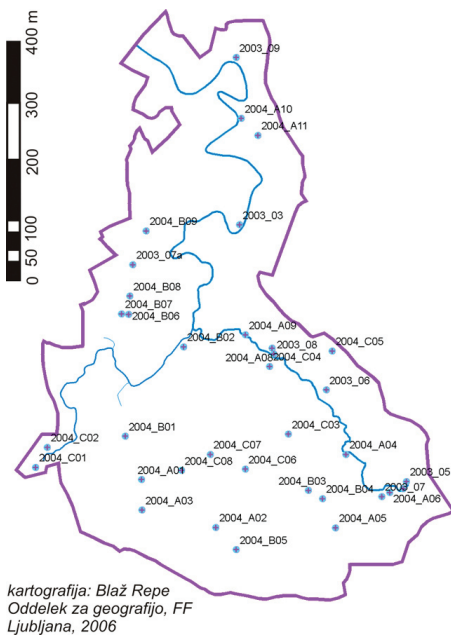 400 m
300
200
100
50
0
2003_09
2004_A10
2004_A11
2003_03
2004_B09
2003_07a
2004_B08
2004_B07
2004_B06
2004_B02
2004_A09
2003_08
2004_C04
2004_A08
2004_C05
2003_06
2004_B01
2004_C02
2004_C01
2004_C03
2004_C07
2004_C08
2004_C06
2004_A04
2004_A03
2004_B03
2004_B04
2003_05
2003_07
2004_A06
2004_A02
2004_A05
2004_B05
kartografija: Blaž Repe
Oddelek za geografijo, FF
Ljubljana, 2006